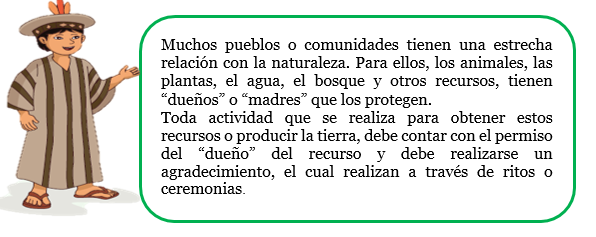 Muchos pueblos o comunidades tienen una estrecha
relación con la naturaleza. Para ellos, los animales, las
plantas, el agua, el bosque y otros recursos, tienen
“dueños” o “madres” que los protegen.
Toda actividad que se realiza para obtener estos
recursos o producir la tierra, debe contar con el permiso
del “dueño” del recurso y debe realizarse un
agradecimiento, el cual realizan a través de ritos o
ceremonias.